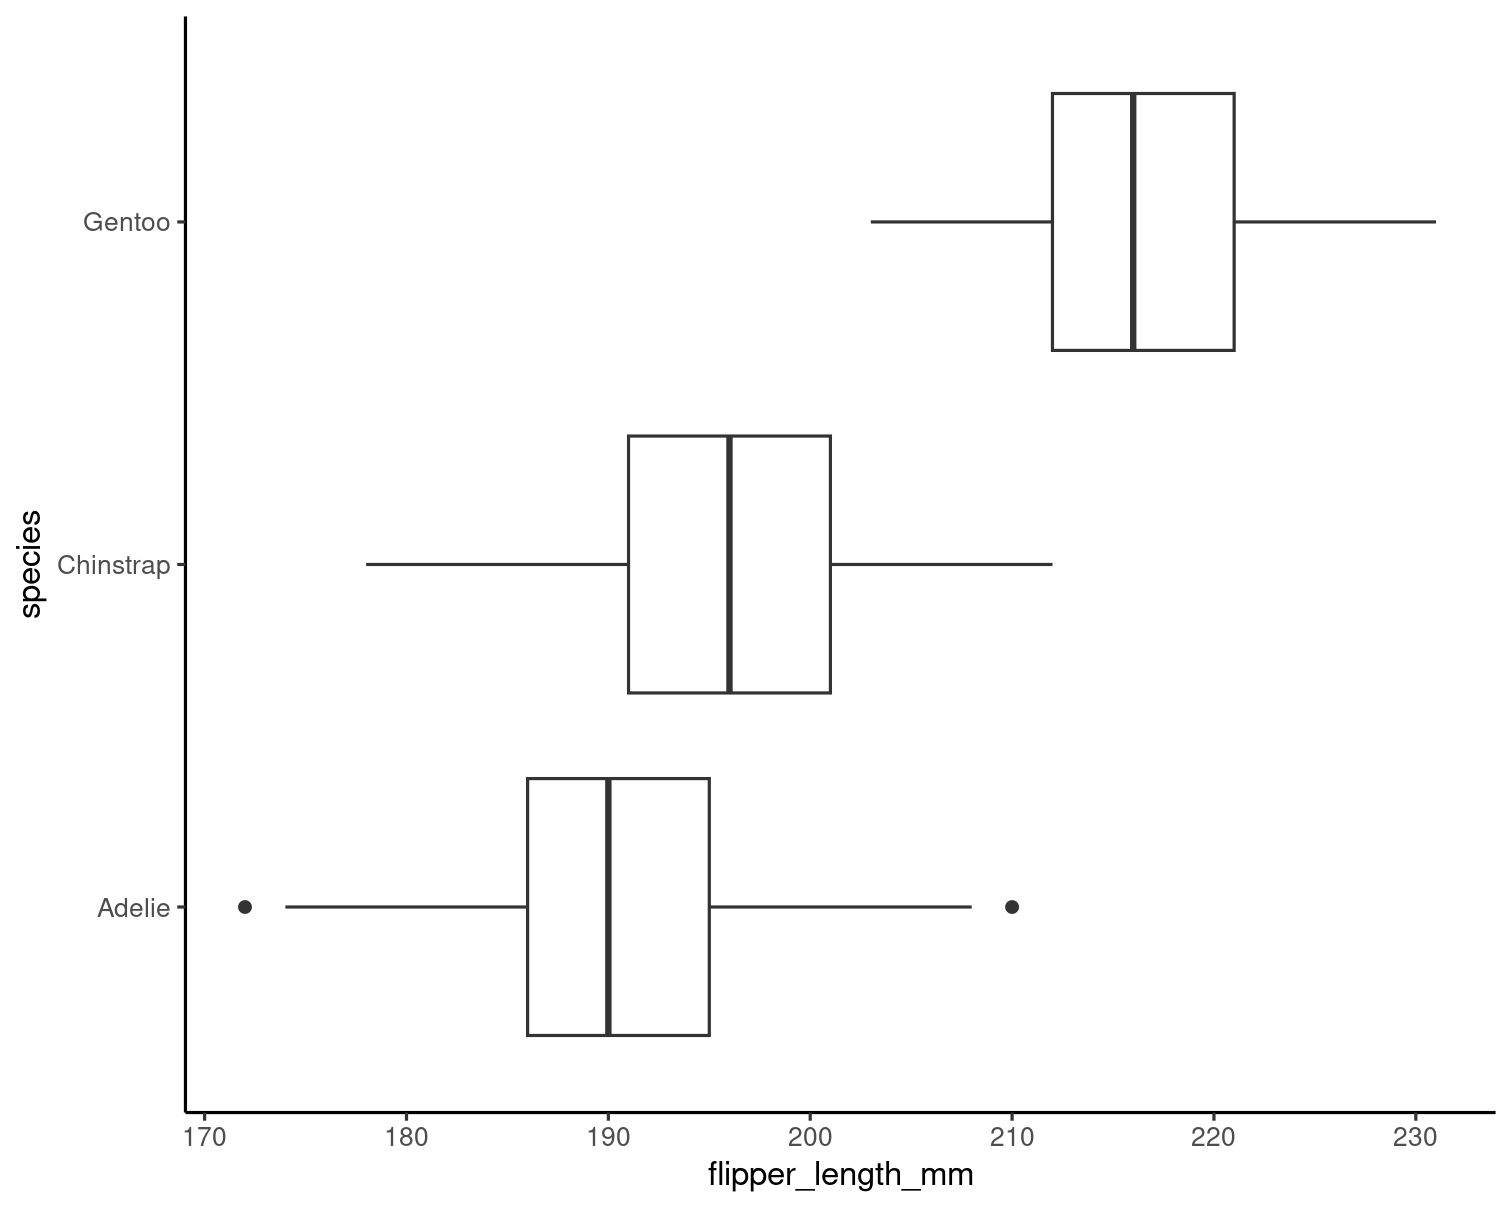 Gentoo
Chinstrap
Adelie
species
170 180 190 200 210 220 230
flipper_length_mm